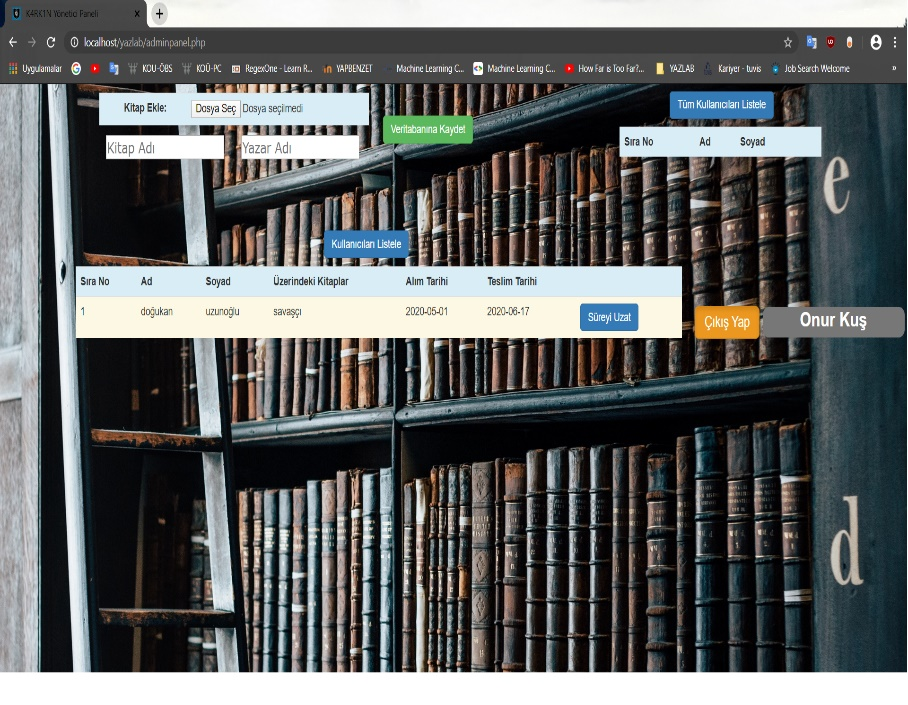 K4RK1N Yönetici Paneli
localhost/yazlab/adminpanel.php
Uygulamalar KOU-ÖBS KOÜ-PC RegexOne - Learn R... YAPBENZET Machine Learning C... Machine Learning C... How Far is Too Far?... YAZLAB Kariyer - tuvis Job Search Welcome »
Kitap Ekle: Dosya Seç Dosya seçilmedi
Kitap Adı Yazar Adı
Veritabanına Kaydet
Tüm Kullanıcıları Listele
Sıra No Ad Soyad
Kullanıcıları Listele
Sıra No Ad Soyad Üzerindeki Kitaplar Alım Tarihi Teslim Tarihi
1 doğukan uzunoğlu savaşçı 2020-05-01 2020-06-17 Süreyi Uzat
Çıkış Yap Onur Kuş
e
d